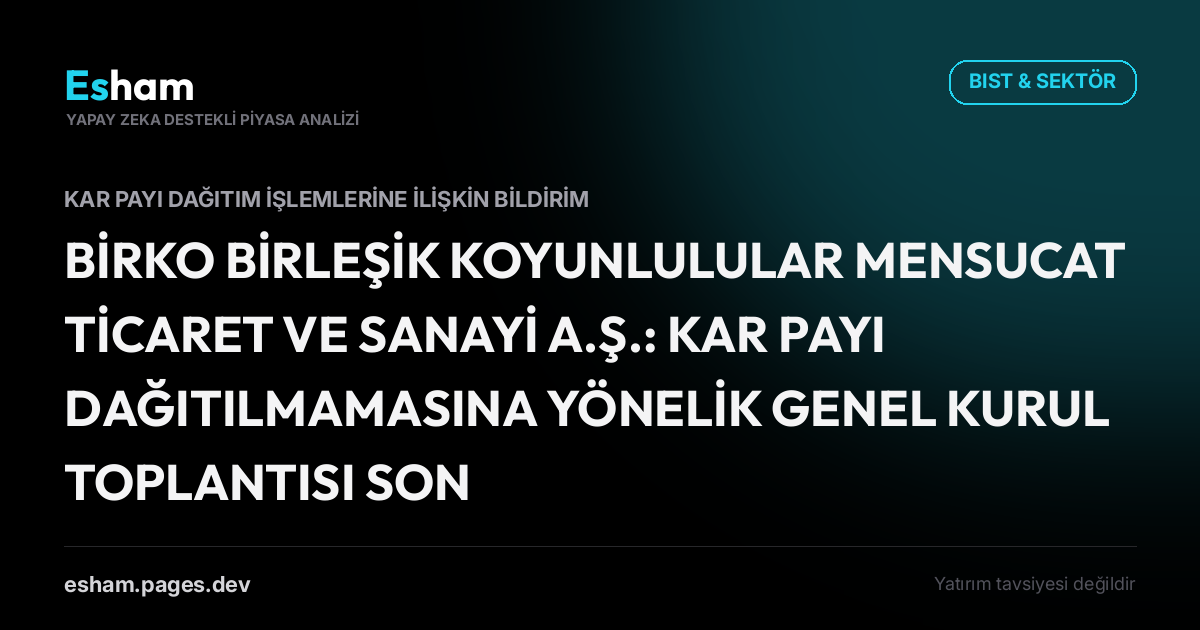 Esham
BIST & SEKTÖR
YAPAY ZEKA DESTEKLİ PİYASA ANALİZİ
KAR PAYI DAĞITIM İŞLEMLERİNE İLİŞKİN BİLDİRİM
BİRKO BİRLEŞİK KOYUNLULULAR MENSUCAT
TİCARET VE SANAYİ A.Ş.: KAR PAYI
DAĞITILMAMASINA YÖNELİK GENEL KURUL
TOPLANTISI SON
esham.pages.dev
Yatırım tavsiyesi değildir